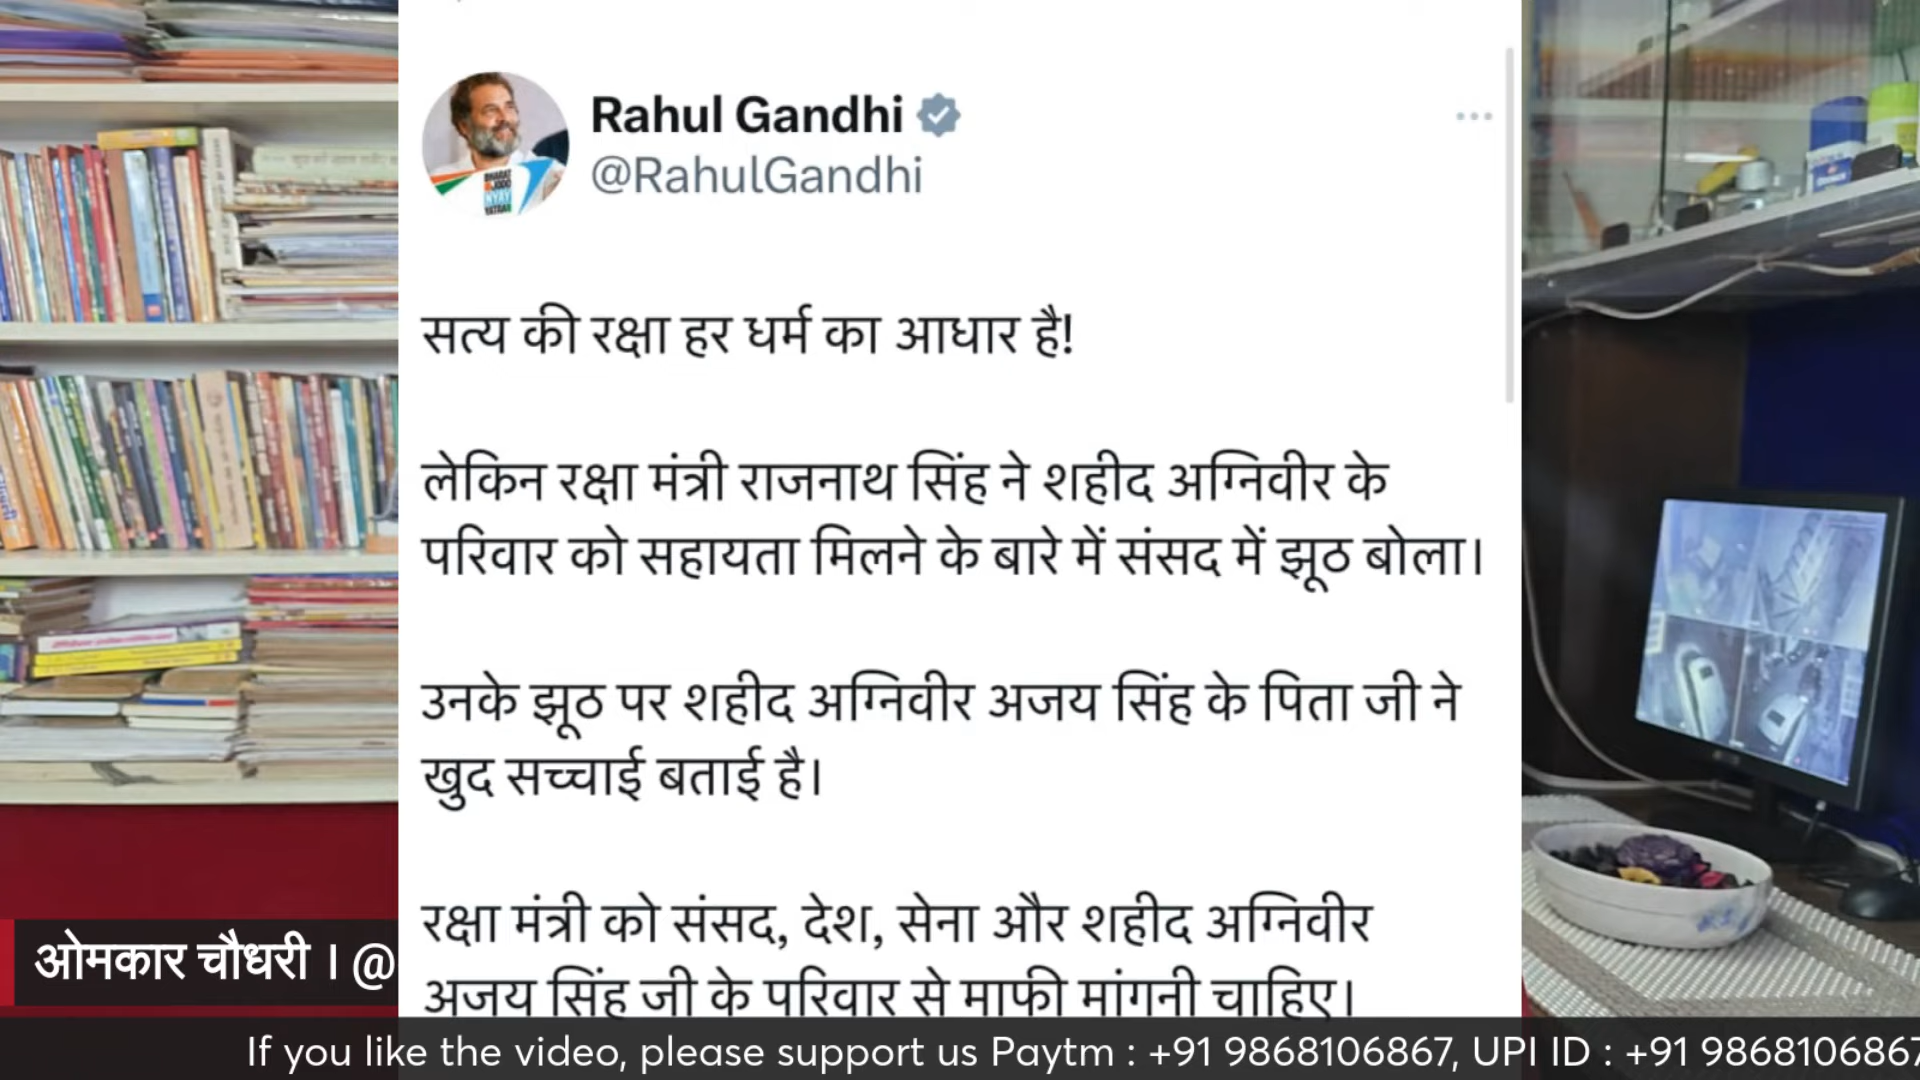 Rahul Gandhi
@RahulGandhi
सत्य की रक्षा हर धर्म का आधार है!
लेकिन रक्षा मंत्री राजनाथ सिंह ने शहीद अग्निवीर के
परिवार को सहायता मिलने के बारे में संसद में झूठ बोला।
उनके झूठ पर शहीद अग्निवीर अजय सिंह के पिता जी ने
खुद सच्चाई बताई है।
रक्षा मंत्री को संसद, देश, सेना और शहीद अग्निवीर
अजय सिंह जी के परिवार से माफी मांगनी चाहिए।
ओमकार चौधरी । @
If you like the video, please support us Paytm : +91 9868106867, UPI ID : +91 9868106867